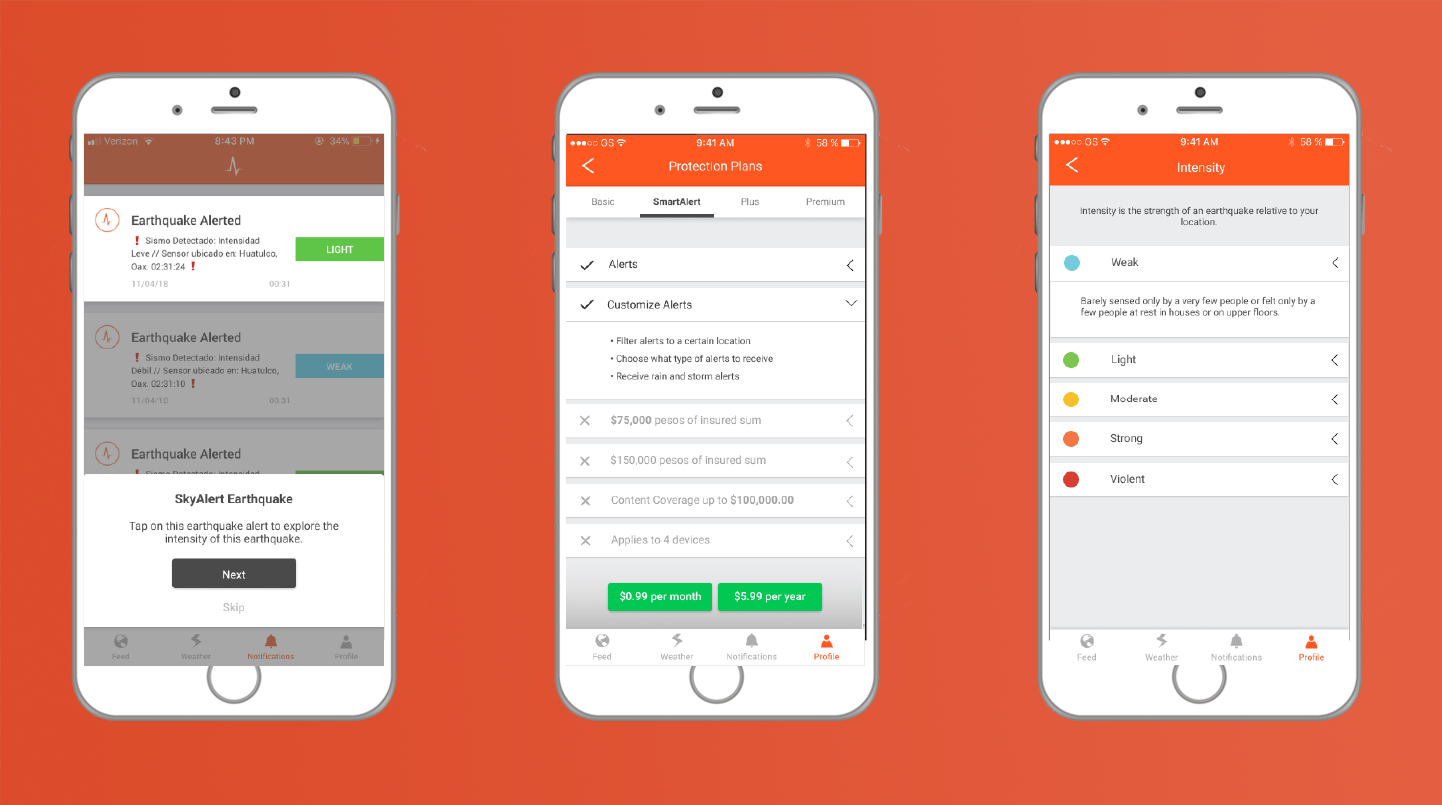 Verizon
8:43 PM
34%
Earthquake Alerted
❗ Sismo Detectado: Intensidad
Leve // Sensor ubicado en: Huatulco,
Oax. 02:31:24 ❗
LIGHT
11/04/18
00:31
Earthquake Alerted
❗ Sismo Detectado: Intensidad
Débil // Sensor ubicado en: Huatulco,
Oax. 02:31:10 ❗
WEAK
11/04/10
00:31
Earthquake Alerted
❗ Sismo Detectado: Intensidad
SkyAlert Earthquake
Tap on this earthquake alert to explore the
intensity of this earthquake.
Next
Skip
Feed
Weather
Notifications
Profile
GS
9:41 AM
58 %
Protection Plans
Basic
SmartAlert
Plus
Premium
Alerts
Customize Alerts
• Filter alerts to a certain location
• Choose what type of alerts to receive
• Receive rain and storm alerts
$75,000 pesos of insured sum
$150,000 pesos of insured sum
Content Coverage up to $100,000.00
Applies to 4 devices
$0.99 per month
$5.99 per year
Feed
Weather
Notifications
Profile
GS
9:41 AM
58 %
Intensity
Intensity is the strength of an earthquake relative to your
location.
Weak
Barely sensed only by a very few people or felt only by a
few people at rest in houses or on upper floors.
Light
Moderate
Strong
Violent
Feed
Weather
Notifications
Profile